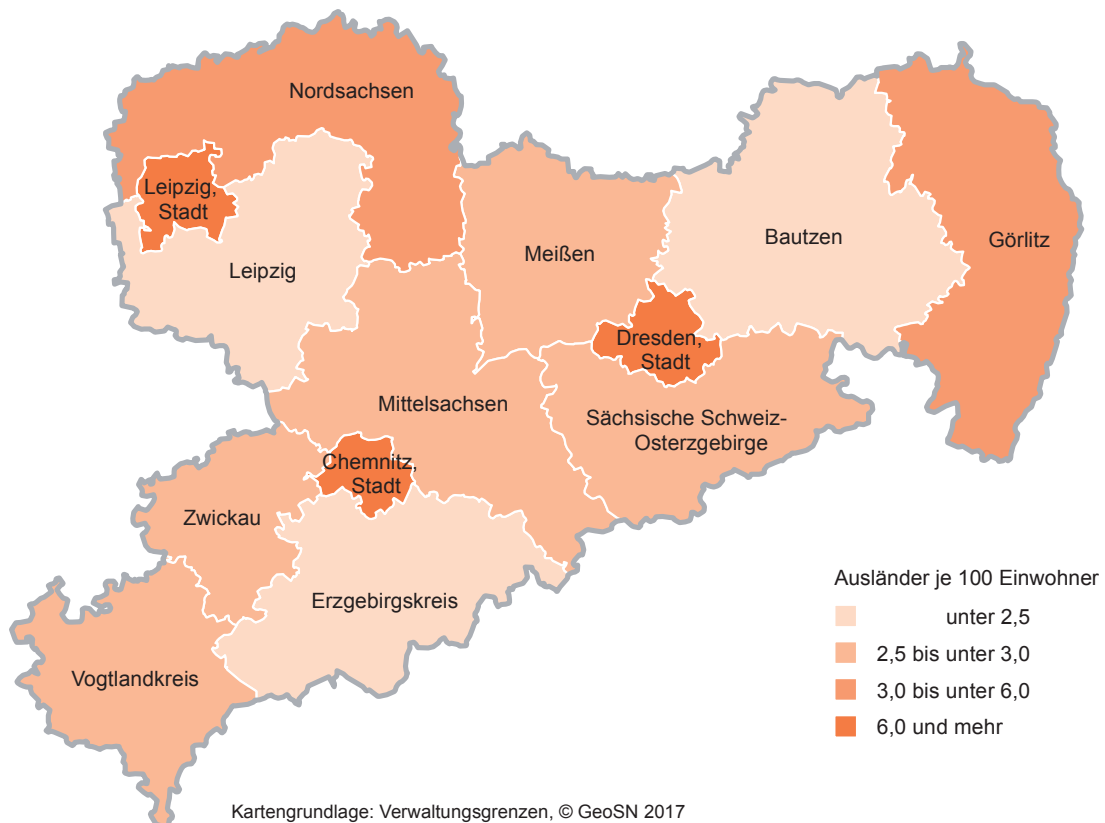 Nordsachsen
Leipzig,
Stadt
Leipzig
Meißen
Bautzen
Görlitz
Dresden,
Stadt
Mittelsachsen
Sächsische Schweiz-
Osterzgebirge
Chemnitz,
Stadt
Zwickau
Erzgebirgskreis
Vogtlandkreis
Ausländer je 100 Einwohner
unter 2,5
2,5 bis unter 3,0
3,0 bis unter 6,0
6,0 und mehr
Kartengrundlage: Verwaltungsgrenzen, © GeoSN 2017